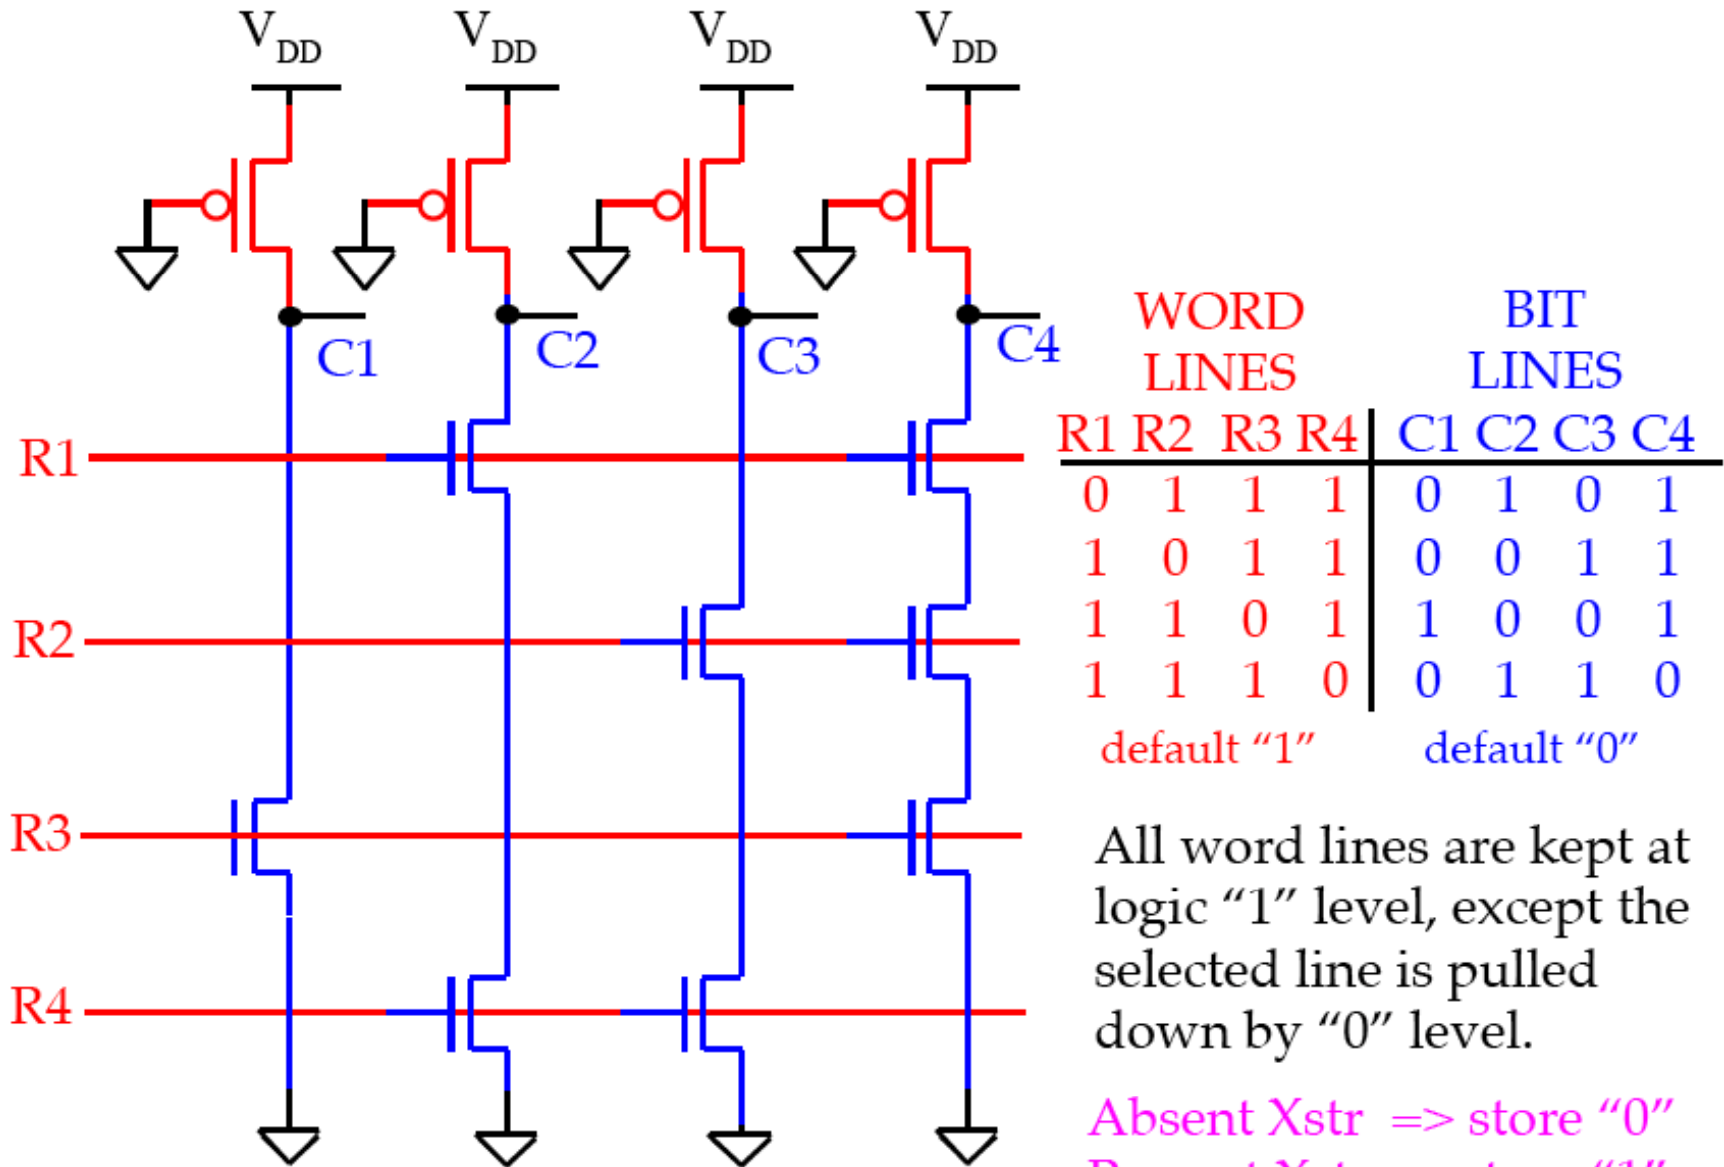 VDD VDD VDD VDD
C1 C2 C3 C4
R1
R2
R3
R4
WORD LINES
BIT LINES
R1 R2 R3 R4 C1 C2 C3 C4
0 1 1 1 0 1 0 1
1 0 1 1 0 0 1 1
1 1 0 1 1 0 0 1
1 1 1 0 0 1 1 0
default “1” default “0”
All word lines are kept at
logic “1” level, except the
selected line is pulled
down by “0” level.
Absent Xstr => store “0”